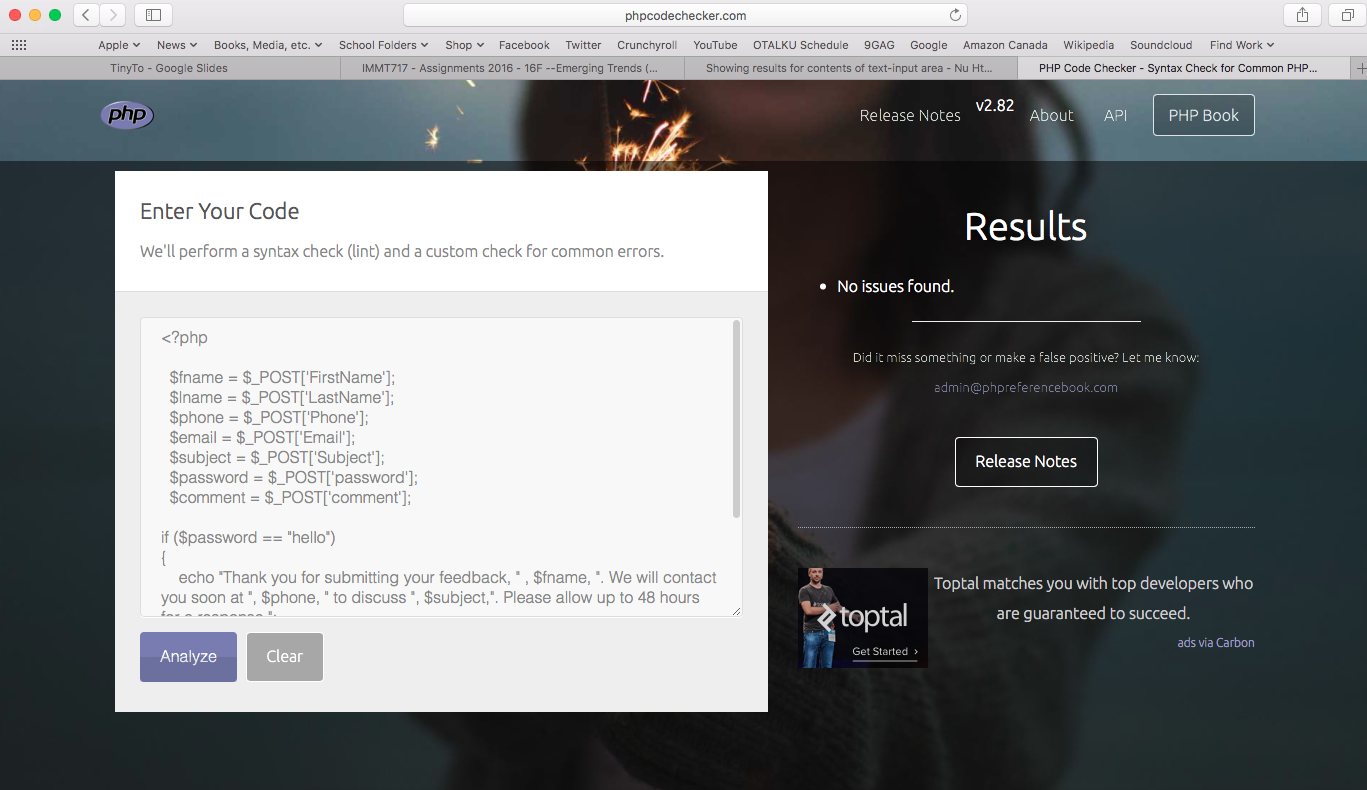 phpcodechecker.com
Apple News Books, Media, etc. School Folders Shop Facebook Twitter Crunchyroll YouTube OTALKU Schedule 9GAG Google Amazon Canada Wikipedia Soundcloud Find Work
TinyTo - Google Slides IMMT717 - Assignments 2016 - 16F --Emerging Trends (... Showing results for contents of text-input area - Nu Ht... PHP Code Checker - Syntax Check for Common PHP...
php Release Notes v2.82 About API PHP Book
Enter Your Code
We'll perform a syntax check (lint) and a custom check for common errors.
<?php
$fname = $_POST['FirstName'];
$lname = $_POST['LastName'];
$phone = $_POST['Phone'];
$email = $_POST['Email'];
$subject = $_POST['Subject'];
$password = $_POST['password'];
$comment = $_POST['comment'];
if ($password == "hello")
{
echo "Thank you for submitting your feedback, " , $fname, ". We will contact
you soon at ", $phone, " to discuss ", $subject,". Please allow up to 48 hours
for a response.";
Analyze Clear
Results
No issues found.
Did it miss something or make a false positive? Let me know:
admin@phpreferencebook.com
Release Notes
toptal
Get Started ›
Toptal matches you with top developers who
are guaranteed to succeed.
ads via Carbon